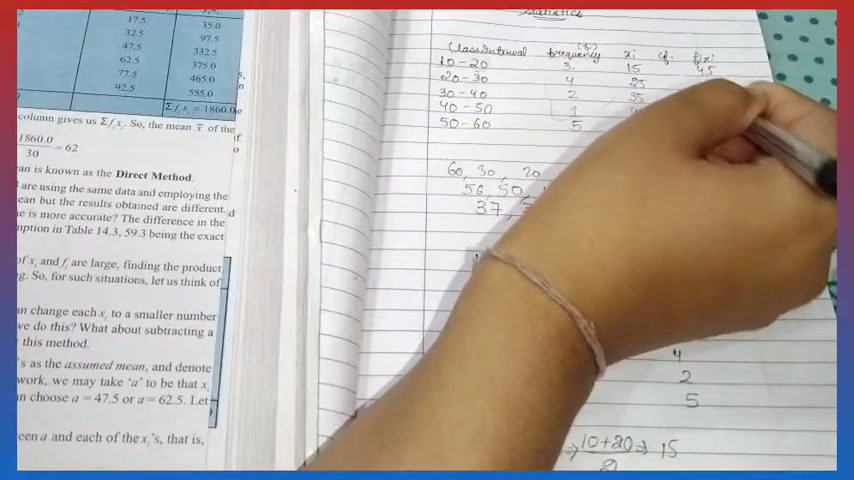 17.5 35.0
32.5 97.5
47.5 332.5
62.5 375.0
77.5 465.0
92.5 555.0
Σ fᵢxᵢ = 1860.0
column gives us Σ fᵢxᵢ. So, the mean x̄ of the
1860.0
30
= 62
an is known as the Direct Method.
are using the same data and employing the
ean but the results obtained are different.
e is more accurate? The difference in the
mption in Table 14.3, 59.3 being the exact
of xᵢ and fᵢ are large, finding the product
g. So, for such situations, let us think of
an change each xᵢ to a smaller number
we do this? What about subtracting a
this method.
's as the assumed mean, and denote
work, we may take 'a' to be that xᵢ
n choose a = 47.5 or a = 62.5. Let
een a and each of the xᵢ's, that is,
Statistics
Class Interval frequency (fi) xi cf. fixi
10-20 3. 15 45
20-30 4 25
30-40 2 35
40-50 1
50-60 5
60, 30, 20
56, 50,
37,
4
2
5
→ 10+20 → 15
2